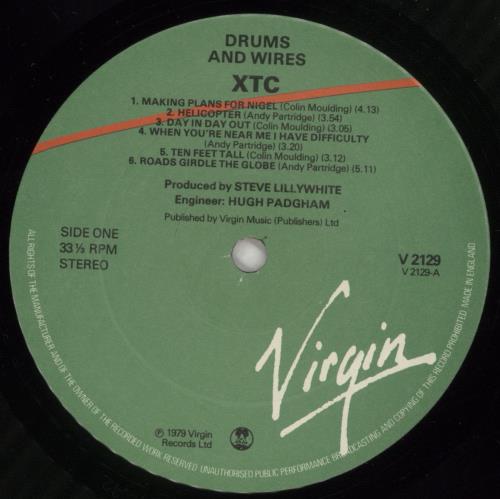 DRUMS
AND WIRES
XTC
1. MAKING PLANS FOR NIGEL (Colin Moulding) (4.13)
2. HELICOPTER (Andy Partridge) (3.54)
3. DAY IN DAY OUT (Colin Moulding) (3.05)
4. WHEN YOU'RE NEAR ME I HAVE DIFFICULTY
(Andy Partridge) (3.20)
5. TEN FEET TALL (Colin Moulding) (3.12)
6. ROADS GIRDLE THE GLOBE (Andy Partridge) (5.11)
Produced by STEVE LILLYWHITE
Engineer: HUGH PADGHAM
Published by Virgin Music (Publishers) Ltd
SIDE ONE
33⅓ RPM
STEREO
V 2129
V 2129-A
Virgin
℗ 1979 Virgin
Records Ltd
ALL RIGHTS OF THE MANUFACTURER AND OF THE OWNER OF THE RECORDED WORK RESERVED UNAUTHORISED PUBLIC PERFORMANCE BROADCASTING AND COPYING OF THIS RECORD PROHIBITED MADE IN ENGLAND